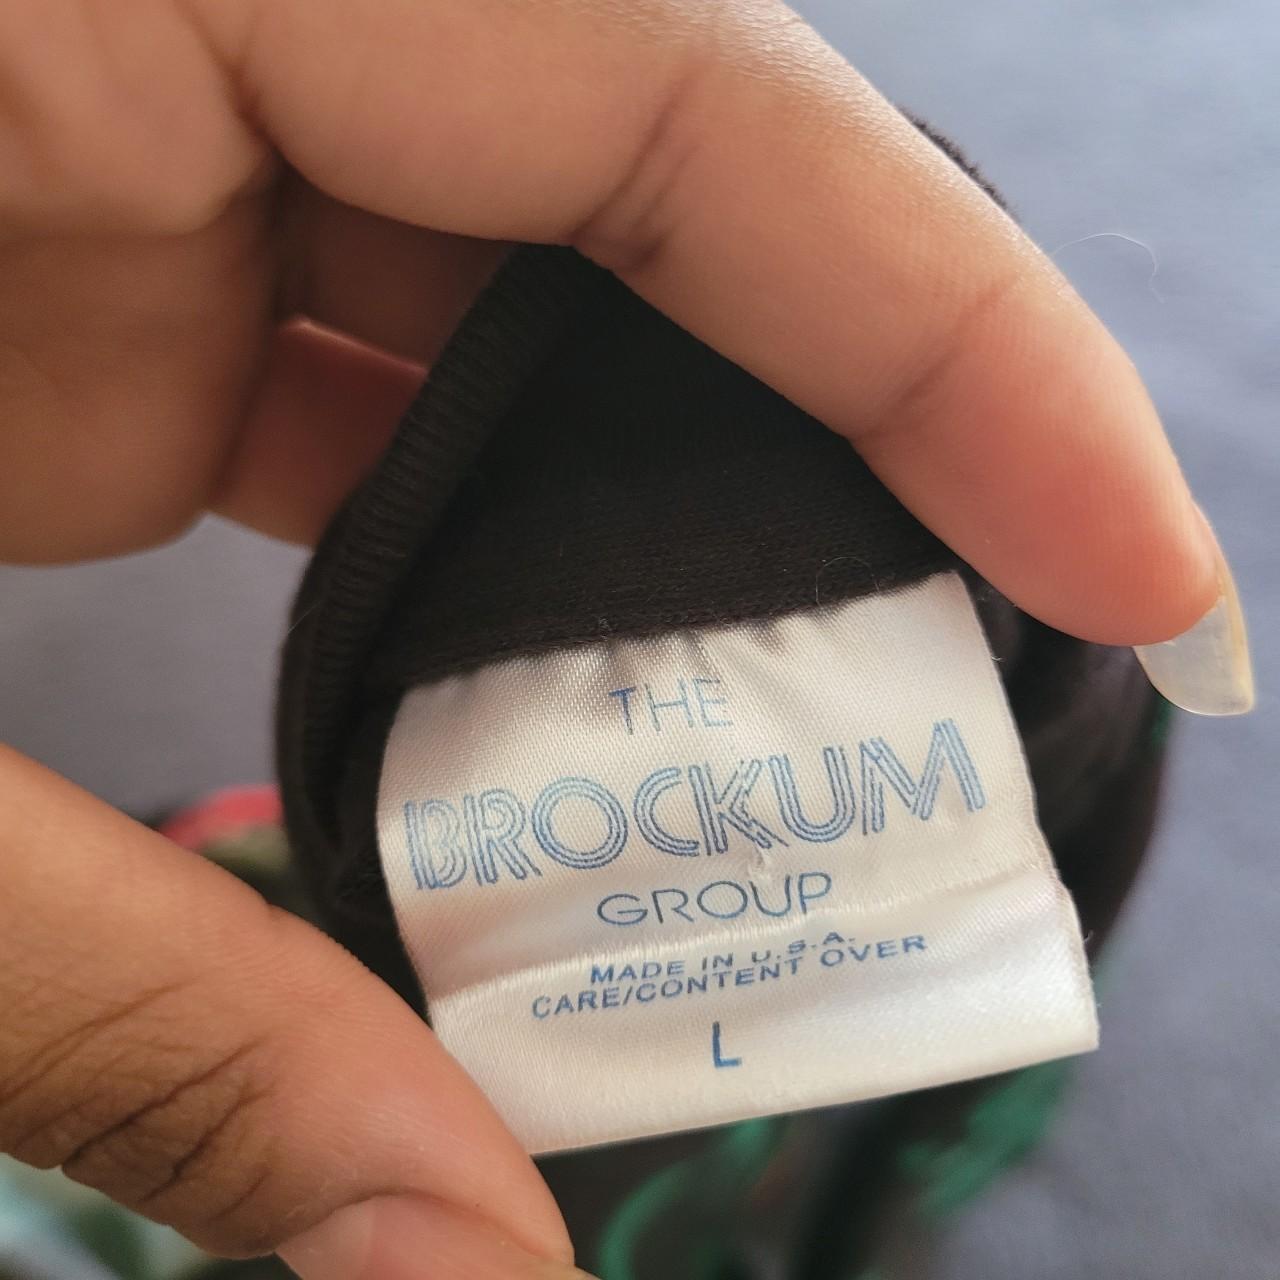 THE
BROCKUM
GROUP
MADE IN U.S.A.
CARE/CONTENT OVER
L